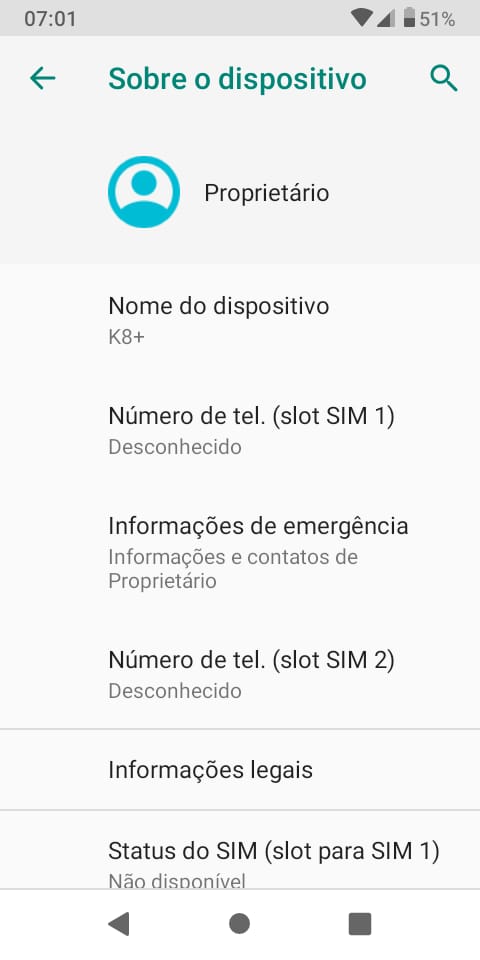 07:01
51%
Sobre o dispositivo
Proprietário
Nome do dispositivo
K8+
Número de tel. (slot SIM 1)
Desconhecido
Informações de emergência
Informações e contatos de
Proprietário
Número de tel. (slot SIM 2)
Desconhecido
Informações legais
Status do SIM (slot para SIM 1)
Não disponível